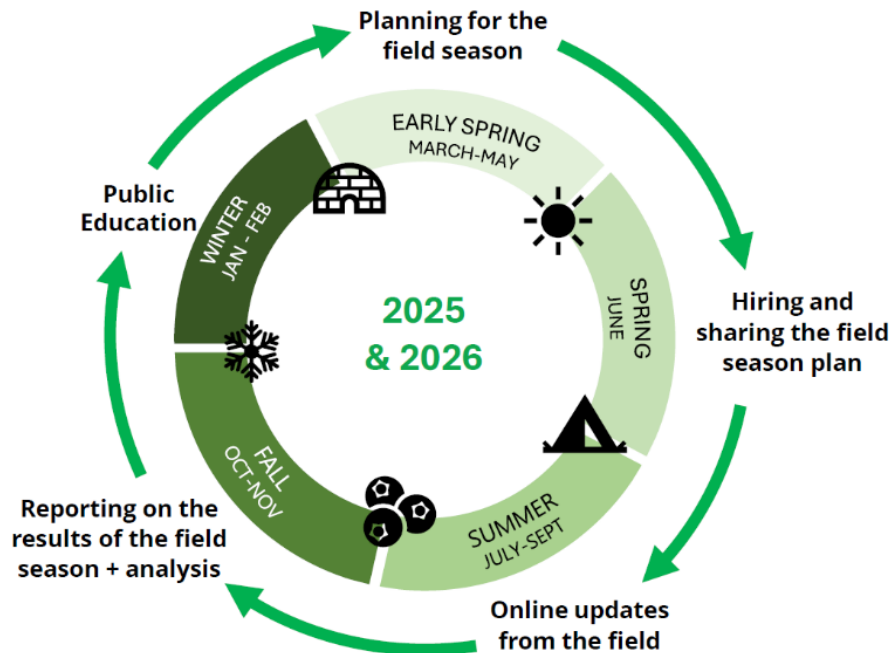 Planning for the
field season
EARLY SPRING
MARCH-MAY
Public
Education
WINTER
JAN - FEB
SPRING
JUNE
2025
& 2026
Hiring and
sharing the field
season plan
FALL
OCT-NOV
SUMMER
JULY-SEPT
Reporting on the
results of the field
season + analysis
Online updates
from the field